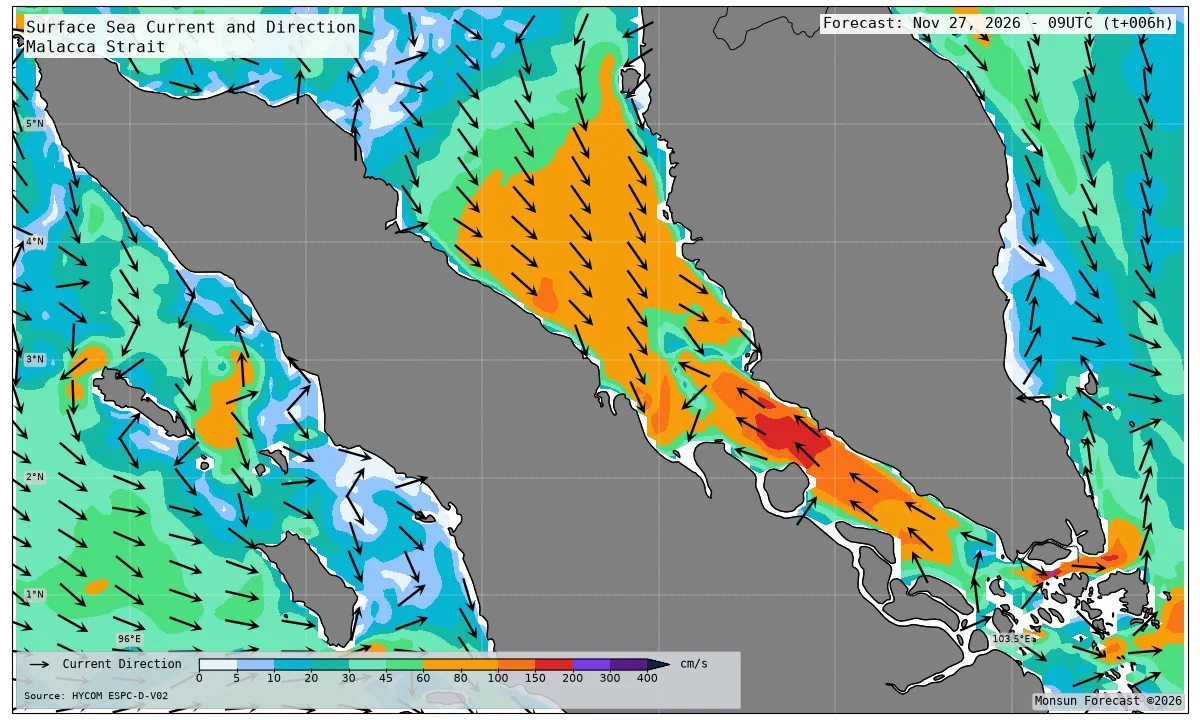 Surface Sea Current and Direction
Malacca Strait
Forecast: Nov 27, 2026 - 09UTC (t+006h)
5°N
4°N
3°N
2°N
1°N
96°E
103.5°E
Current Direction
0 5 10 20 30 45 60 80 100 150 200 300 400 cm/s
Source: HYCOM ESPC-D-V02
Monsun Forecast ©2026